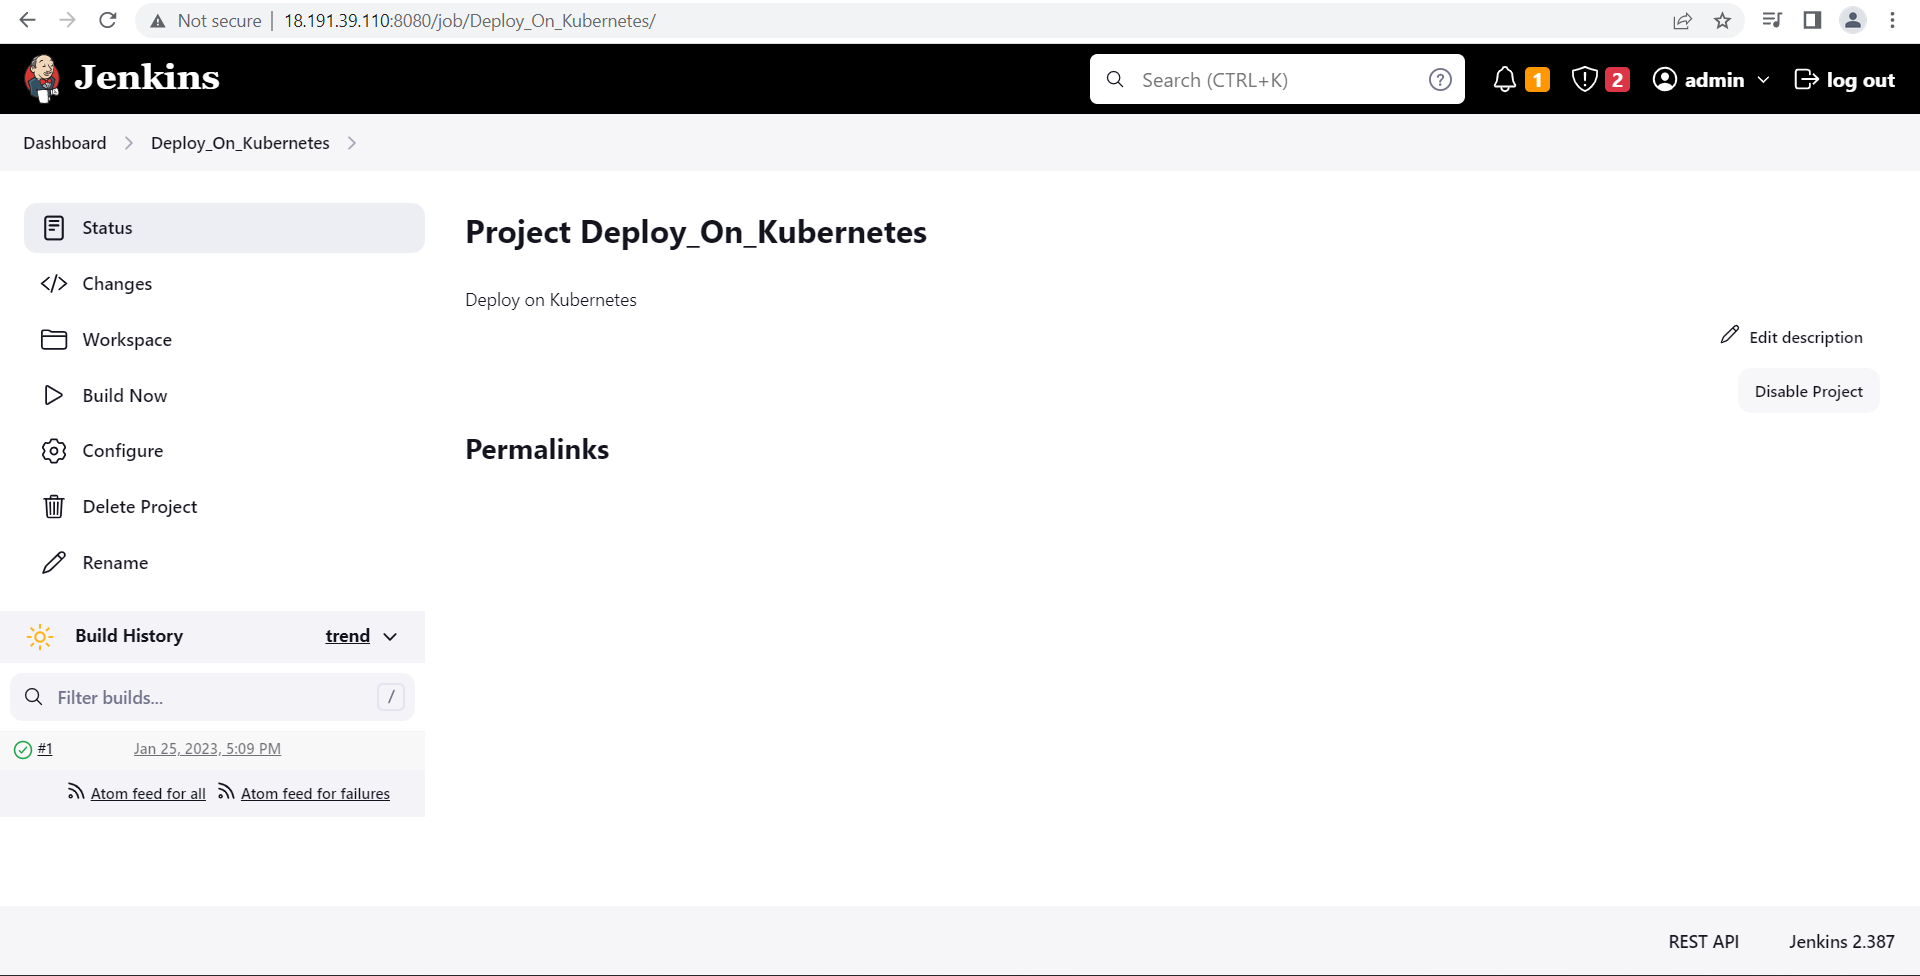 Not secure | 18.191.39.110:8080/job/Deploy_On_Kubernetes/
Jenkins
Search (CTRL+K) ?
1
2
admin
log out
Dashboard
Deploy_On_Kubernetes
Status
Changes
Workspace
Build Now
Configure
Delete Project
Rename
Build History
trend
Filter builds...
/
#1
Jan 25, 2023, 5:09 PM
Atom feed for all
Atom feed for failures
Project Deploy_On_Kubernetes
Deploy on Kubernetes
Edit description
Disable Project
Permalinks
REST API
Jenkins 2.387